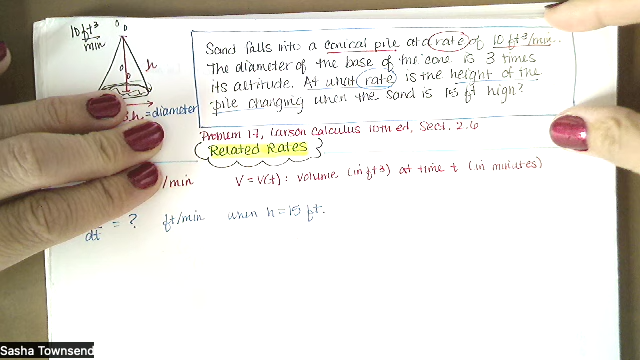 10 ft³
min
h
3.h = diameter
Sand falls into a conical pile at a rate of 10 ft³/min.
The diameter of the base of the cone is 3 times
its altitude. At what rate is the height of the
pile changing when the sand is 15 ft high?
Problem 17, Larson Calculus 10th ed, Sect. 2.6
Related Rates
/min V = V(t): volume (in ft³) at time t (in minutes)
dt = ? ft/min when h = 15 ft.
Sasha Townsend